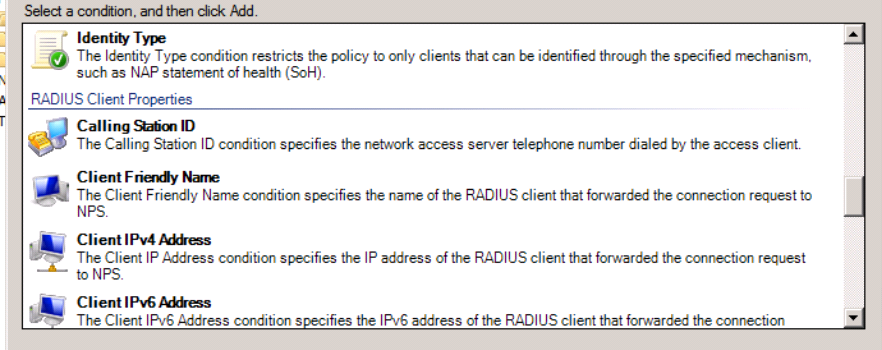 Select a condition, and then click Add.
Identity Type
The Identity Type condition restricts the policy to only clients that can be identified through the specified mechanism,
such as NAP statement of health (SoH).
RADIUS Client Properties
Calling Station ID
The Calling Station ID condition specifies the network access server telephone number dialed by the access client.
Client Friendly Name
The Client Friendly Name condition specifies the name of the RADIUS client that forwarded the connection request to
NPS.
Client IPv4 Address
The Client IP Address condition specifies the IP address of the RADIUS client that forwarded the connection request
to NPS.
Client IPv6 Address
The Client IPv6 Address condition specifies the IPv6 address of the RADIUS client that forwarded the connection